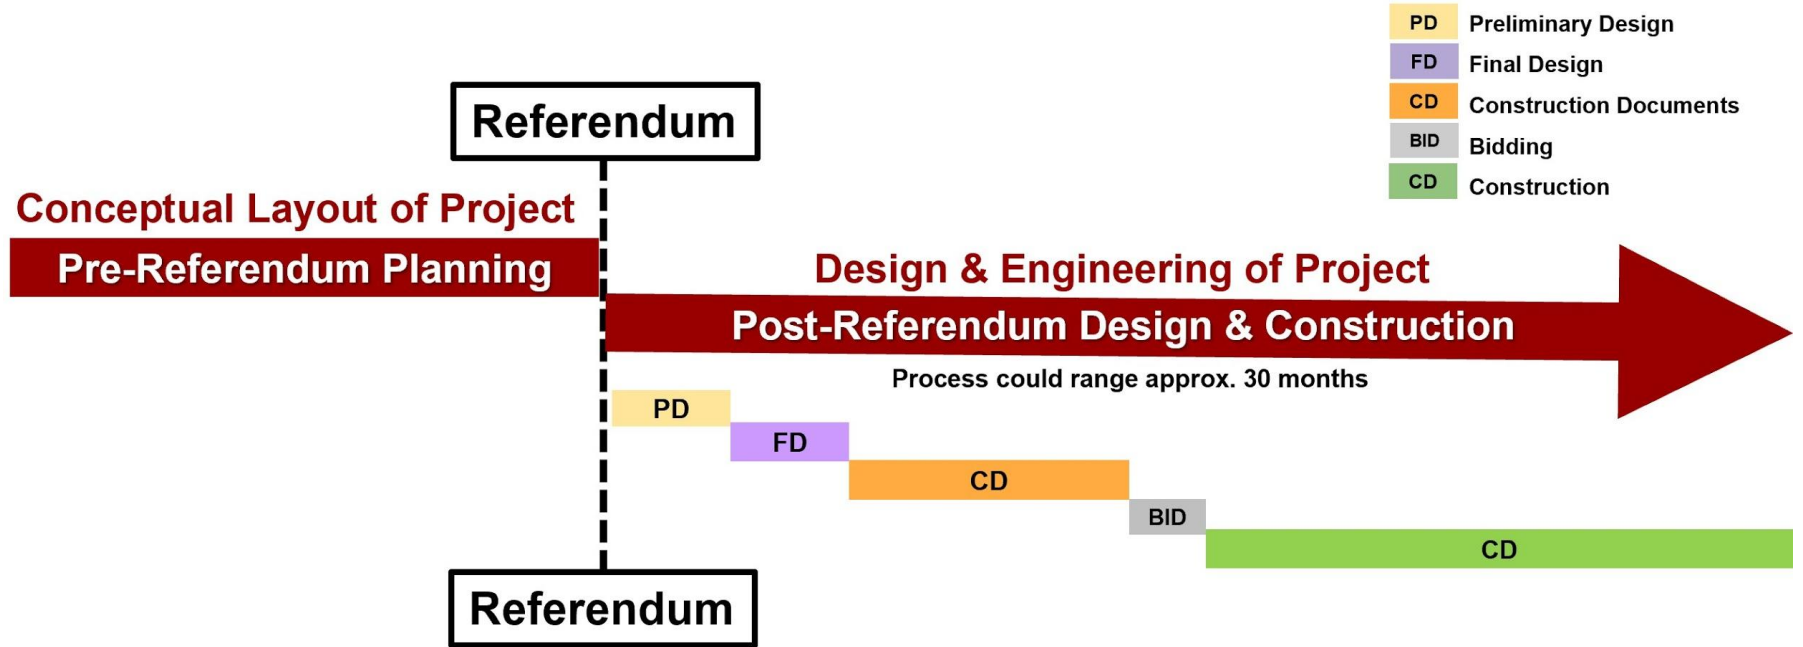 PD Preliminary Design
FD Final Design
CD Construction Documents
BID Bidding
CD Construction
Referendum
Conceptual Layout of Project
Pre-Referendum Planning
Design & Engineering of Project
Post-Referendum Design & Construction
Process could range approx. 30 months
PD
FD
CD
BID
CD
Referendum